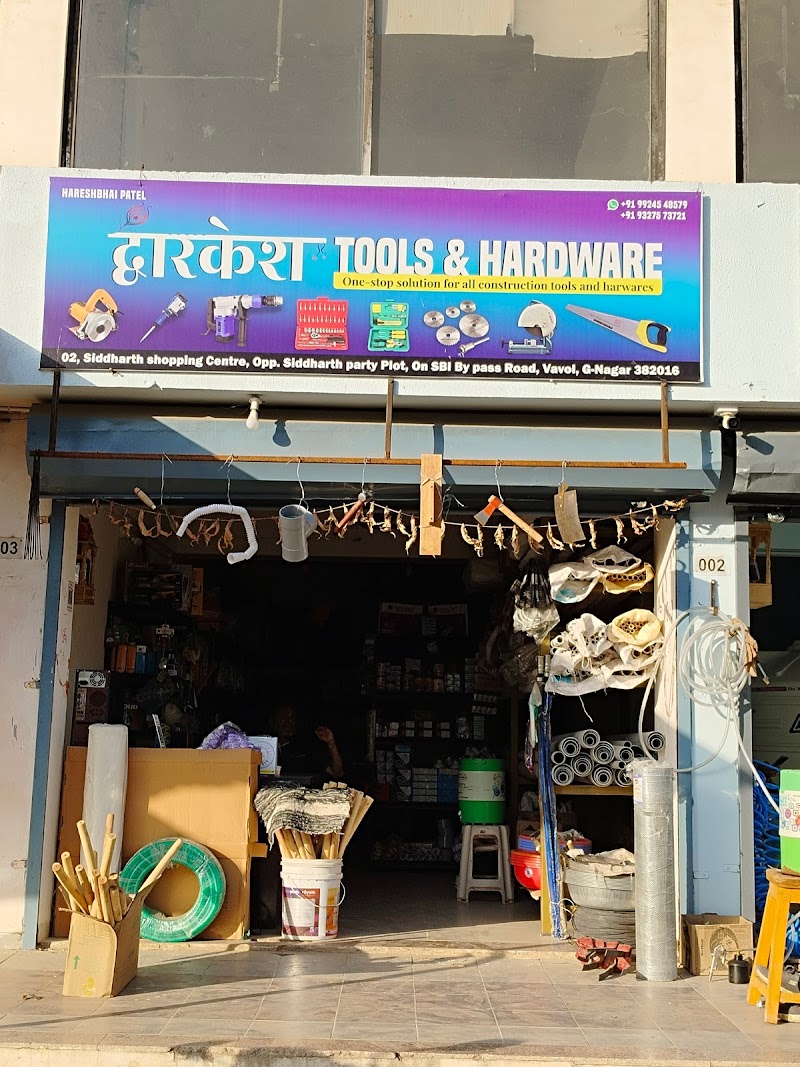 HARESHBHAI PATEL
+91 99245 48579
+91 93275 73721
द्वारकेश TOOLS & HARDWARE
One-stop solution for all construction tools and harwares
02, Siddharth shopping Centre, Opp. Siddharth party Plot, On SBI By pass Road, Vavol, G-Nagar 382016
03
002